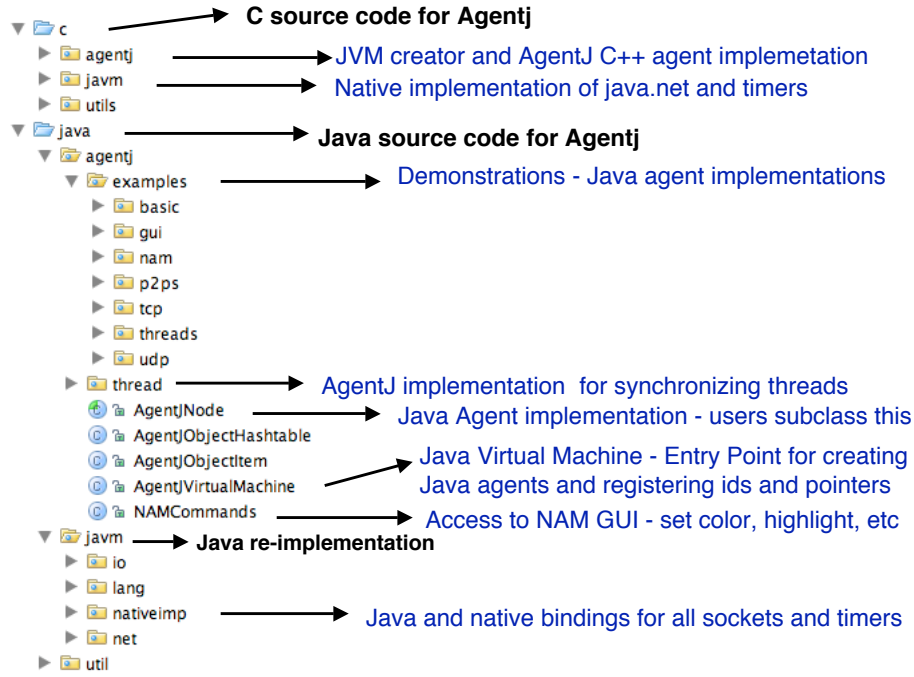 c C source code for Agentj
agentj JVM creator and AgentJ C++ agent implemetation
javm Native implementation of java.net and timers
utils
java Java source code for Agentj
agentj
examples Demonstrations - Java agent implementations
basic
gui
nam
p2ps
tcp
threads
udp
thread AgentJ implementation for synchronizing threads
AgentJNode Java Agent implementation - users subclass this
AgentJObjectHashtable
AgentJObjectItem
AgentJVirtualMachine Java Virtual Machine - Entry Point for creating
Java agents and registering ids and pointers
NAMCommands Access to NAM GUI - set color, highlight, etc
javm Java re-implementation
io
lang
nativeimp Java and native bindings for all sockets and timers
net
util